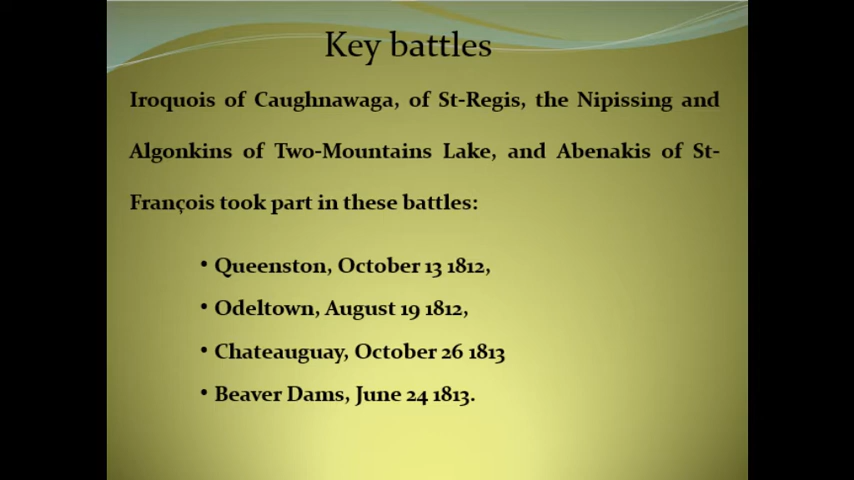 Key battles
Iroquois of Caughnawaga, of St-Regis, the Nipissing and
Algonkins of Two-Mountains Lake, and Abenakis of St-
François took part in these battles:
• Queenston, October 13 1812,
• Odeltown, August 19 1812,
• Chateauguay, October 26 1813
• Beaver Dams, June 24 1813.